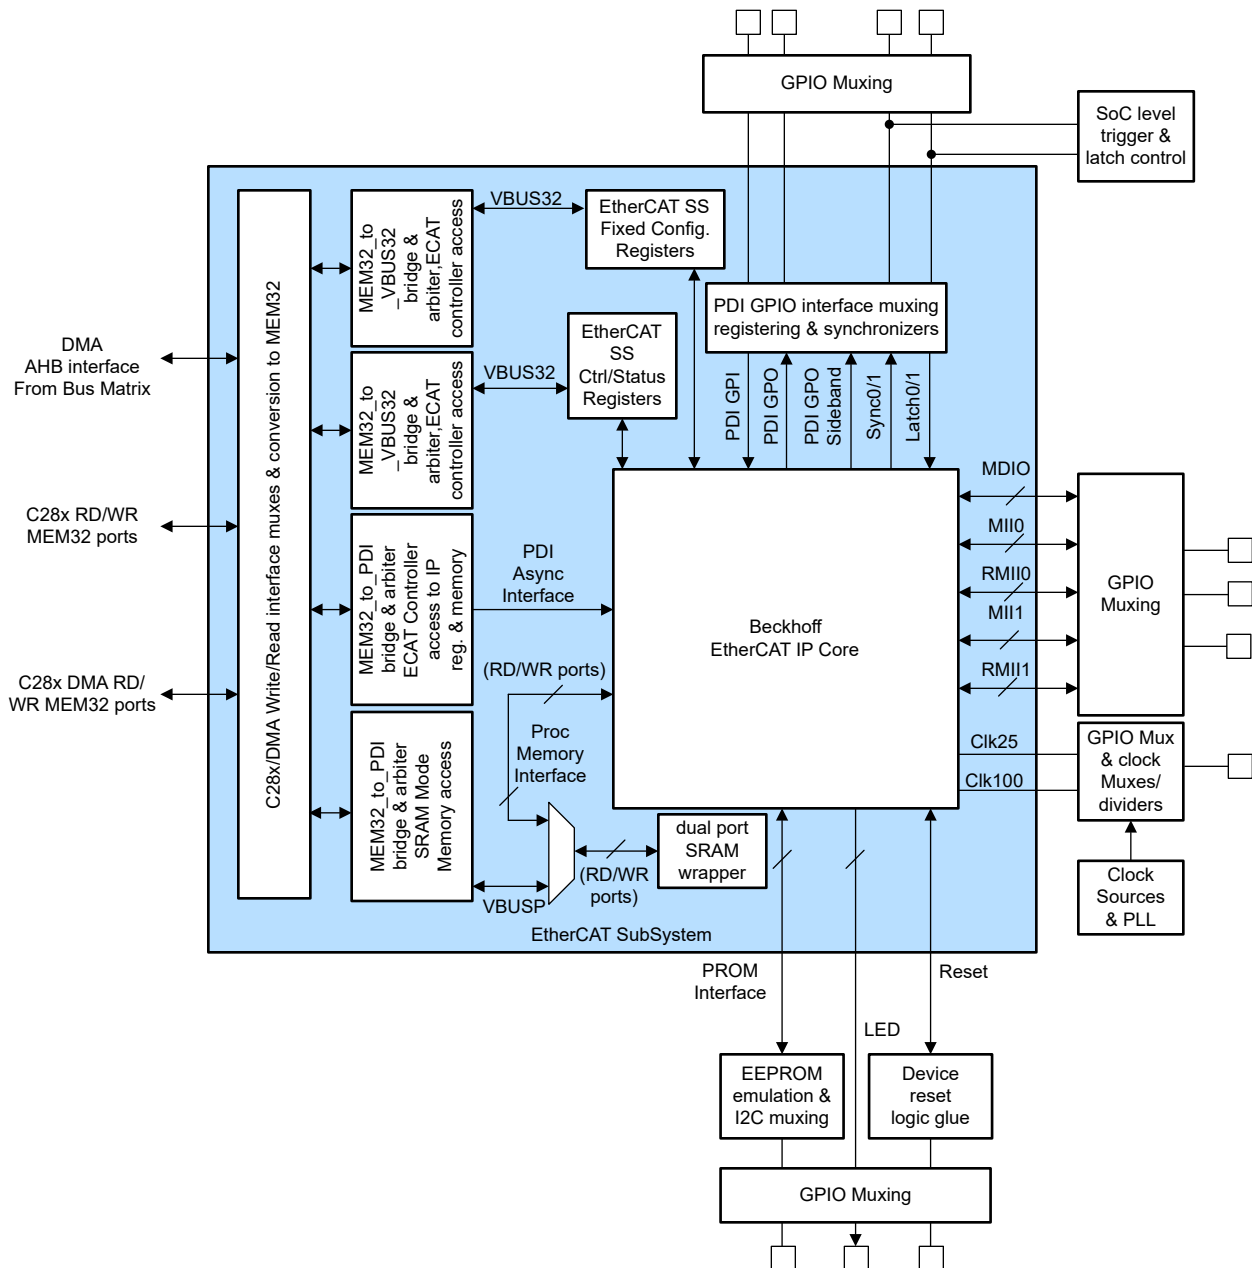 GPIO Muxing
SoC level
trigger &
latch control
VBUS32
EtherCAT SS
Fixed Config.
Registers
MEM32_to
_VBUS32
bridge &
arbiter,ECAT
controller access
C28x/DMA Write/Read interface muxes & conversion to MEM32
PDI GPIO interface muxing
registering & synchronizers
DMA
AHB interface
From Bus Matrix
EtherCAT
SS
Ctrl/Status
Registers
VBUS32
MEM32_to
_VBUS32
bridge &
arbiter,ECAT
controller access
PDI GPI
PDI GPO
PDI GPO
Sideband
Sync0/1
Latch0/1
MDIO
MII0
RMII0
MII1
RMII1
GPIO
Muxing
C28x RD/WR
MEM32 ports
MEM32_to_PDI
bridge & arbiter
ECAT Controller
access to IP
reg. & memory
PDI
Async
Interface
Beckhoff
EtherCAT IP Core
(RD/WR ports)
C28x DMA RD/
WR MEM32 ports
Proc
Memory
Interface
MEM32_to_PDI
bridge & arbiter
SRAM Mode
Memory access
Clk25
Clk100
GPIO Mux
& clock
Muxes/
dividers
dual port
SRAM
wrapper
(RD/WR
ports)
VBUSP
Clock
Sources
& PLL
EtherCAT SubSystem
PROM
Interface
Reset
LED
EEPROM
emulation &
I2C muxing
Device
reset
logic glue
GPIO Muxing